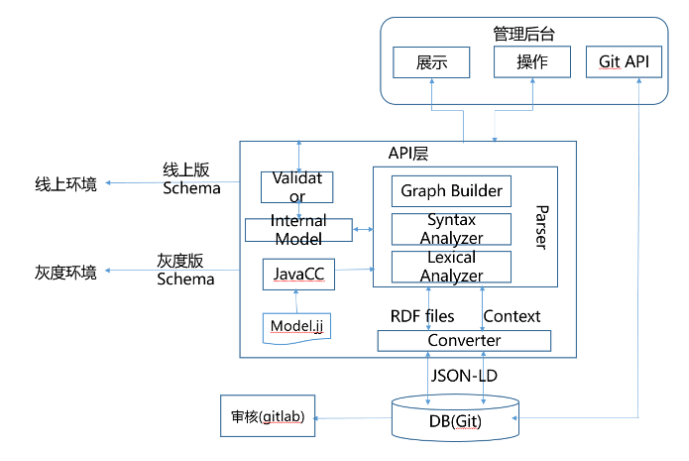 管理后台
展示
操作
Git API
API层
线上版
Schema
线上环境
Validat
or
Graph Builder
Parser
Internal
Model
Syntax
Analyzer
灰度版
Schema
灰度环境
JavaCC
Lexical
Analyzer
Model.jj
RDF files
Context
Converter
JSON-LD
审核(gitlab)
DB(Git)